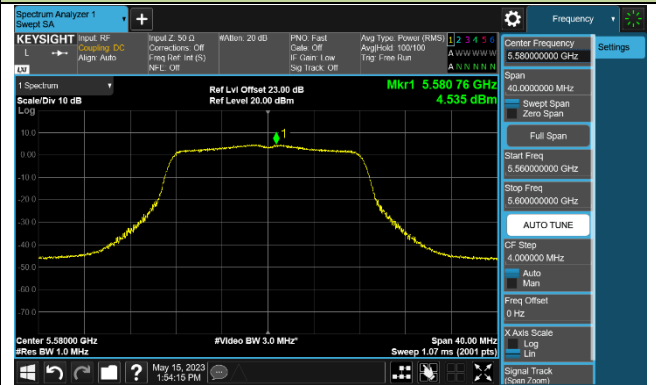 Spectrum Analyzer 1
Swept SA
Frequency
KEYSIGHT
Input: RF
Coupling: DC
Align: Auto
Input Z: 50 Ω
Corrections: Off
Freq Ref: Int (S)
NFE: Off
#Atten: 20 dB
PNO: Fast
Gate: Off
IF Gain: Low
Sig Track: Off
Avg Type: Power (RMS)
Avg|Hold: 100/100
Trig: Free Run
1 2 3 4 5 6
A W W W W W
A N N N N N
L
LXI
1 Spectrum
Scale/Div 10 dB
Log
Ref Lvl Offset 23.00 dB
Ref Level 20.00 dBm
Mkr1 5.580 76 GHz
4.535 dBm
1
10.0
0.00
-10.0
-20.0
-30.0
-40.0
-50.0
-60.0
-70.0
Center 5.58000 GHz
#Res BW 1.0 MHz
#Video BW 3.0 MHz*
Span 40.00 MHz
Sweep 1.07 ms (2001 pts)
May 15, 2023
1:54:15 PM
Center Frequency
5.580000000 GHz
Settings
Span
40.0000000 MHz
Swept Span
Zero Span
Full Span
Start Freq
5.560000000 GHz
Stop Freq
5.600000000 GHz
AUTO TUNE
CF Step
4.000000 MHz
Auto
Man
Freq Offset
0 Hz
X Axis Scale
Log
Lin
Signal Track
(Span Zoom)